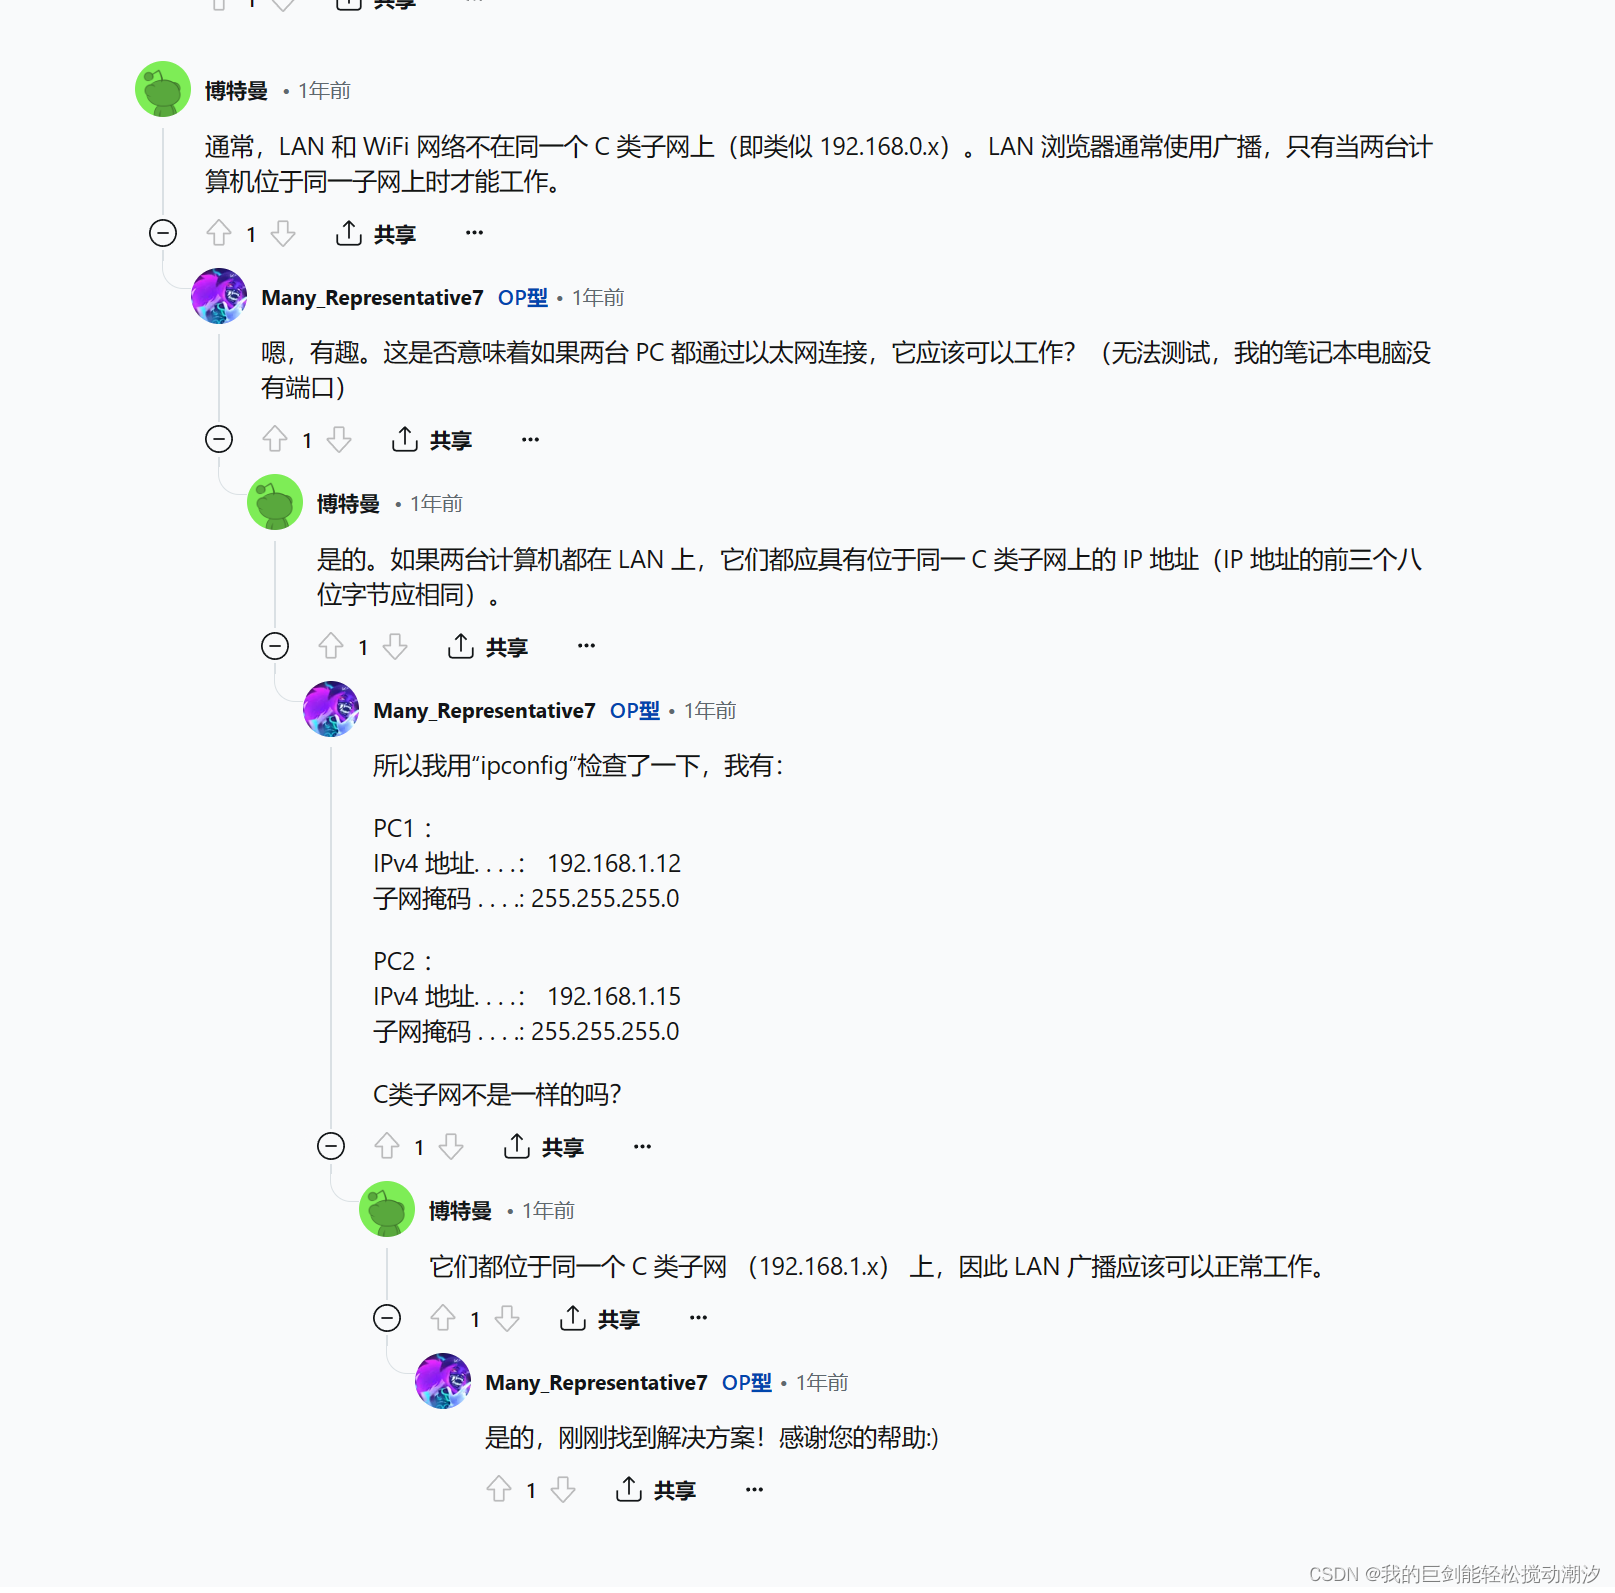 1 共享 ...
博特曼 • 1年前
通常，LAN 和 WiFi 网络不在同一个 C 类子网上（即类似 192.168.0.x）。LAN 浏览器通常使用广播，只有当两台计
算机位于同一子网上时才能工作。
1 共享 ...
Many_Representative7 OP型 • 1年前
嗯，有趣。这是否意味着如果两台 PC 都通过以太网连接，它应该可以工作？（无法测试，我的笔记本电脑没
有端口）
1 共享 ...
博特曼 • 1年前
是的。如果两台计算机都在 LAN 上，它们都应具有位于同一 C 类子网上的 IP 地址（IP 地址的前三个八
位字节应相同）。
1 共享 ...
Many_Representative7 OP型 • 1年前
所以我用“ipconfig”检查了一下，我有：
PC1：
IPv4 地址. . . .： 192.168.1.12
子网掩码 . . . .: 255.255.255.0
PC2：
IPv4 地址. . . .： 192.168.1.15
子网掩码 . . . .: 255.255.255.0
C类子网不是一样的吗？
1 共享 ...
博特曼 • 1年前
它们都位于同一个 C 类子网 （192.168.1.x） 上，因此 LAN 广播应该可以正常工作。
1 共享 ...
Many_Representative7 OP型 • 1年前
是的，刚刚找到解决方案！感谢您的帮助:)
1 共享 ...
CSDN @我的巨剑能轻松搅动潮汐